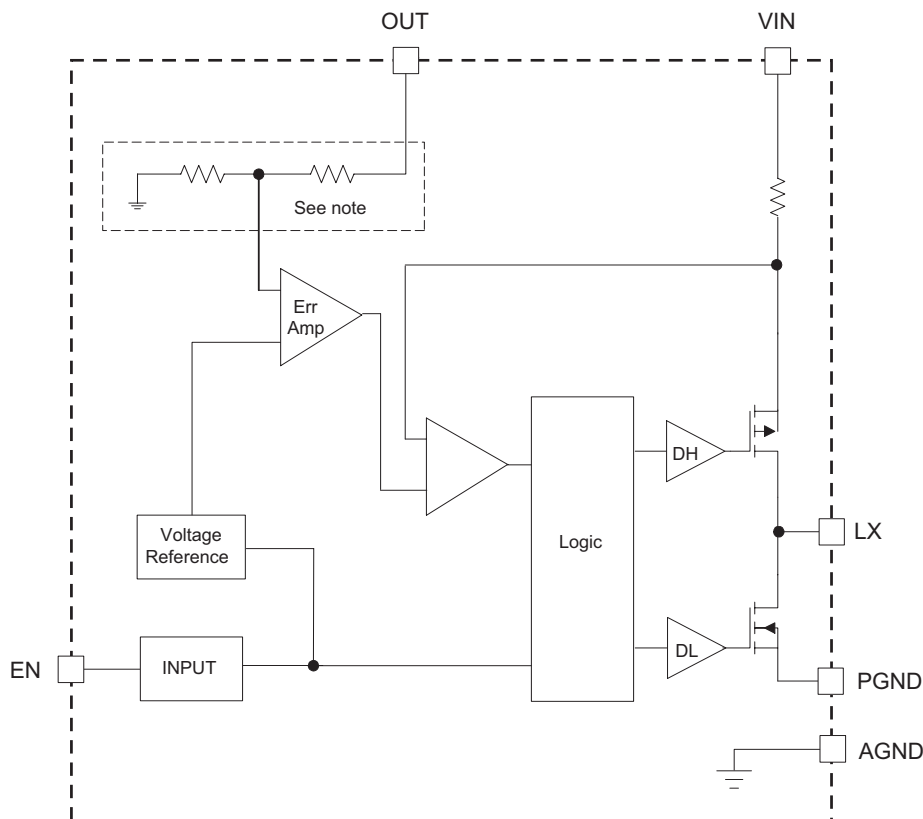 OUT
VIN
See note
Err
Amp
DH
Voltage
Reference
Logic
LX
EN
INPUT
DL
PGND
AGND